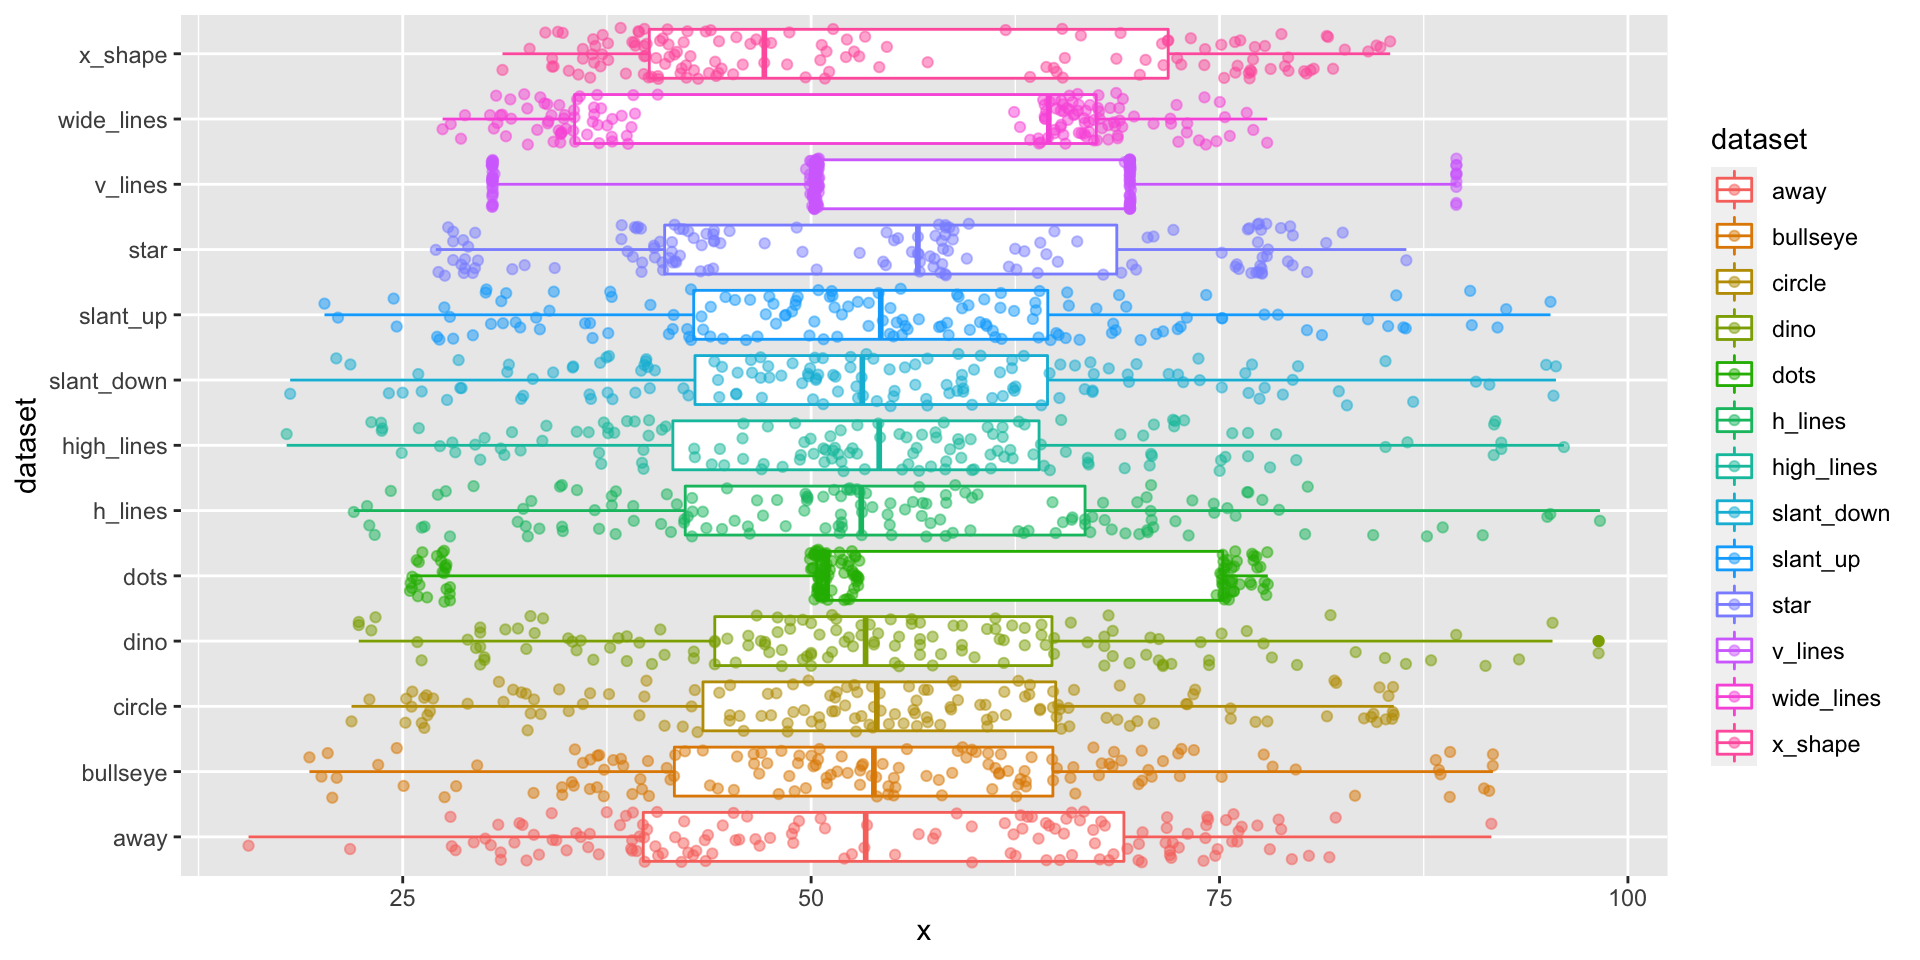 x_shape
wide_lines
v_lines
star
slant_up
slant_down
high_lines
h_lines
dots
dino
circle
bullseye
away
dataset
25 50 75 100
x
dataset
away
bullseye
circle
dino
dots
h_lines
high_lines
slant_down
slant_up
star
v_lines
wide_lines
x_shape